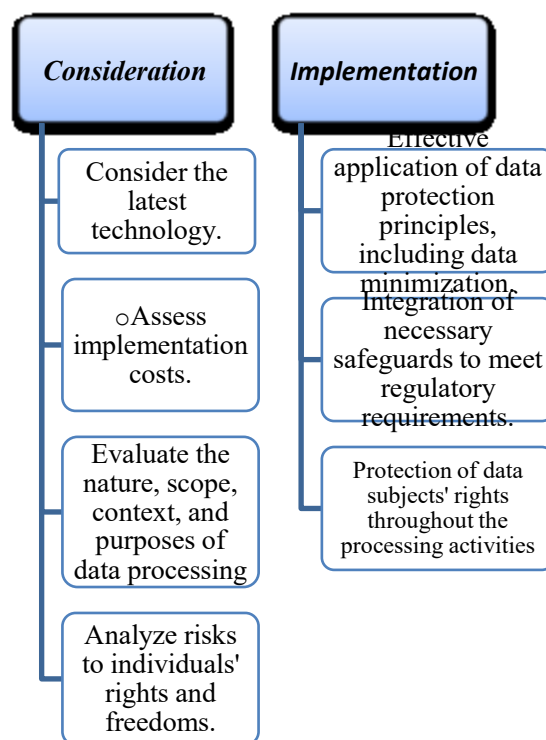 Consideration
Consider the
latest
technology.
oAssess
implementation
costs.
Evaluate the
nature, scope,
context, and
purposes of
data processing
Analyze risks
to individuals'
rights and
freedoms.
Implementation
Effective
application of data
protection
principles,
including data
minimization.
Integration of
necessary
safeguards to meet
regulatory
requirements.
Protection of data
subjects' rights
throughout the
processing activities